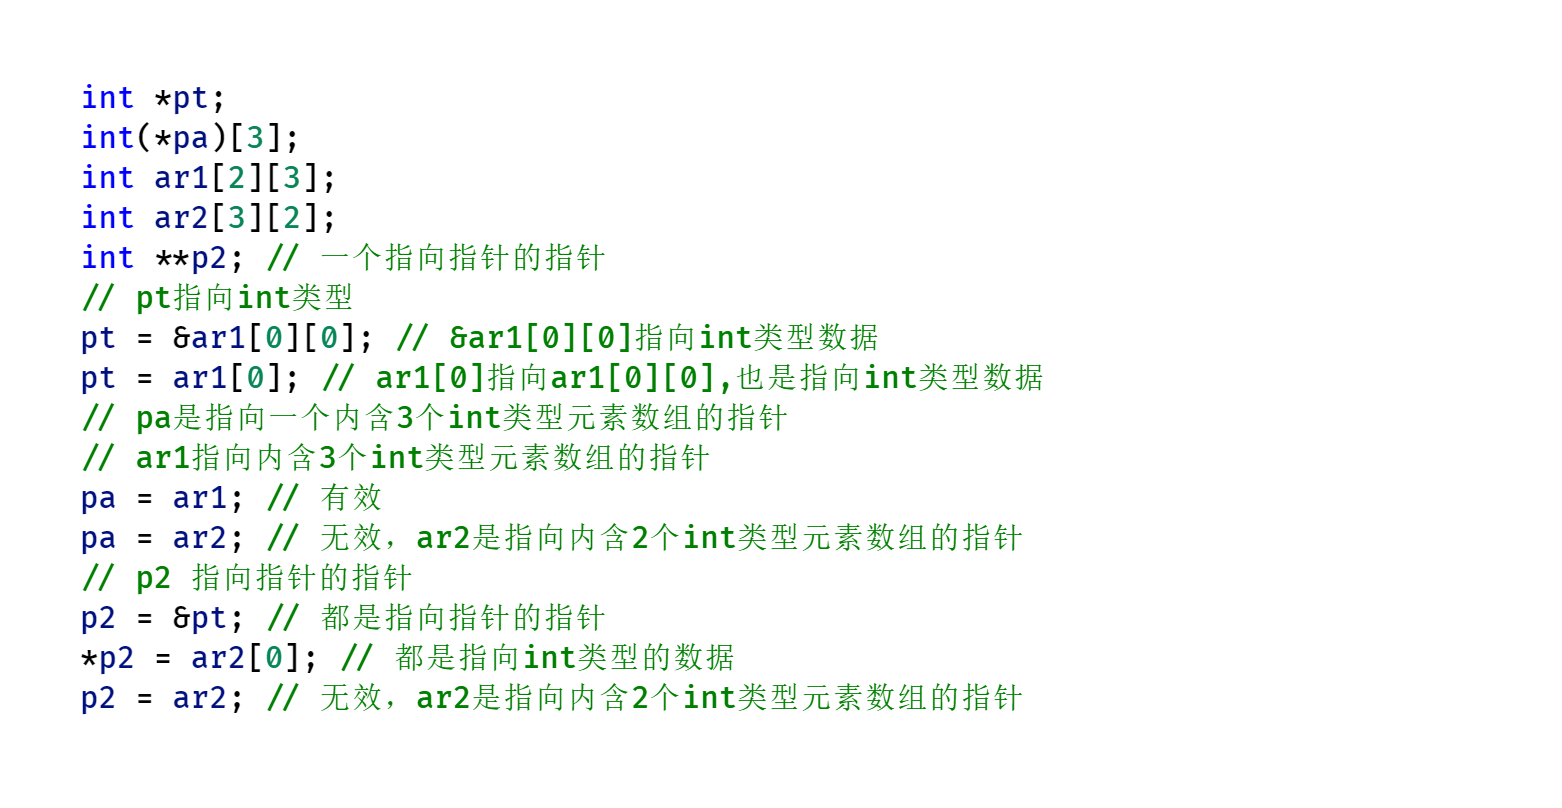 int *pt;
int(*pa)[3];
int ar1[2][3];
int ar2[3][2];
int **p2; // 一个指向指针的指针
// pt指向int类型
pt = &ar1[0][0]; // &ar1[0][0]指向int类型数据
pt = ar1[0]; // ar1[0]指向ar1[0][0],也是指向int类型数据
// pa是指向一个内含3个int类型元素数组的指针
// ar1指向内含3个int类型元素数组的指针
pa = ar1; // 有效
pa = ar2; // 无效，ar2是指向内含2个int类型元素数组的指针
// p2 指向指针的指针
p2 = &pt; // 都是指向指针的指针
*p2 = ar2[0]; // 都是指向int类型的数据
p2 = ar2; // 无效，ar2是指向内含2个int类型元素数组的指针